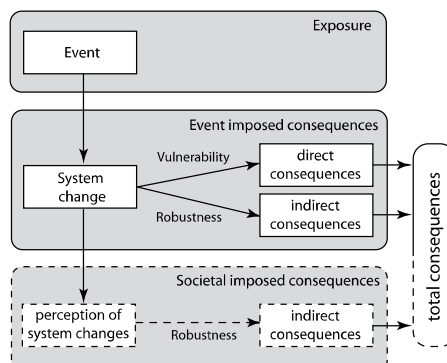 Exposure
Event
Event imposed consequences
Vulnerability
direct
consequences
System
change
Robustness
indirect
consequences
total consequences
Societal imposed consequences
perception of
system changes
Robustness
indirect
consequences